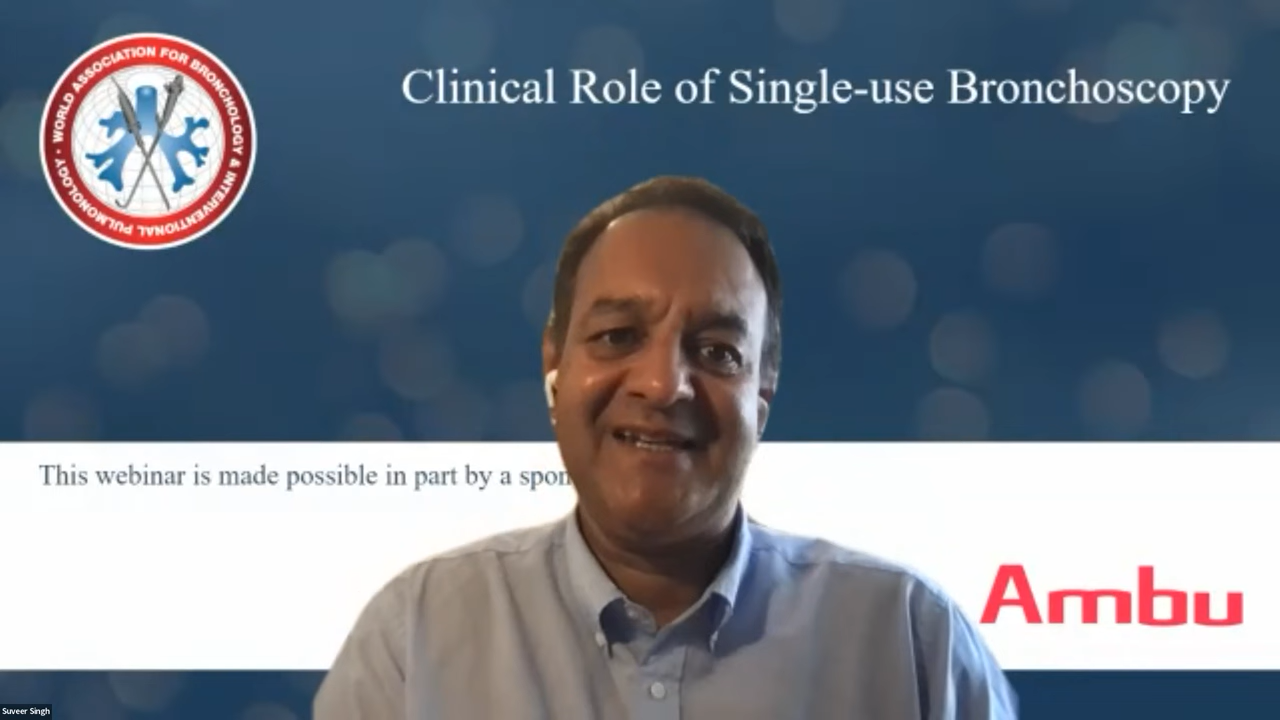 WORLD ASSOCIATION FOR BRONCHOLOGY & INTERVENTIONAL PULMONOLOGY •
Clinical Role of Single-use Bronchoscopy
This webinar is made possible in part by a spon
Ambu
Suveer Singh